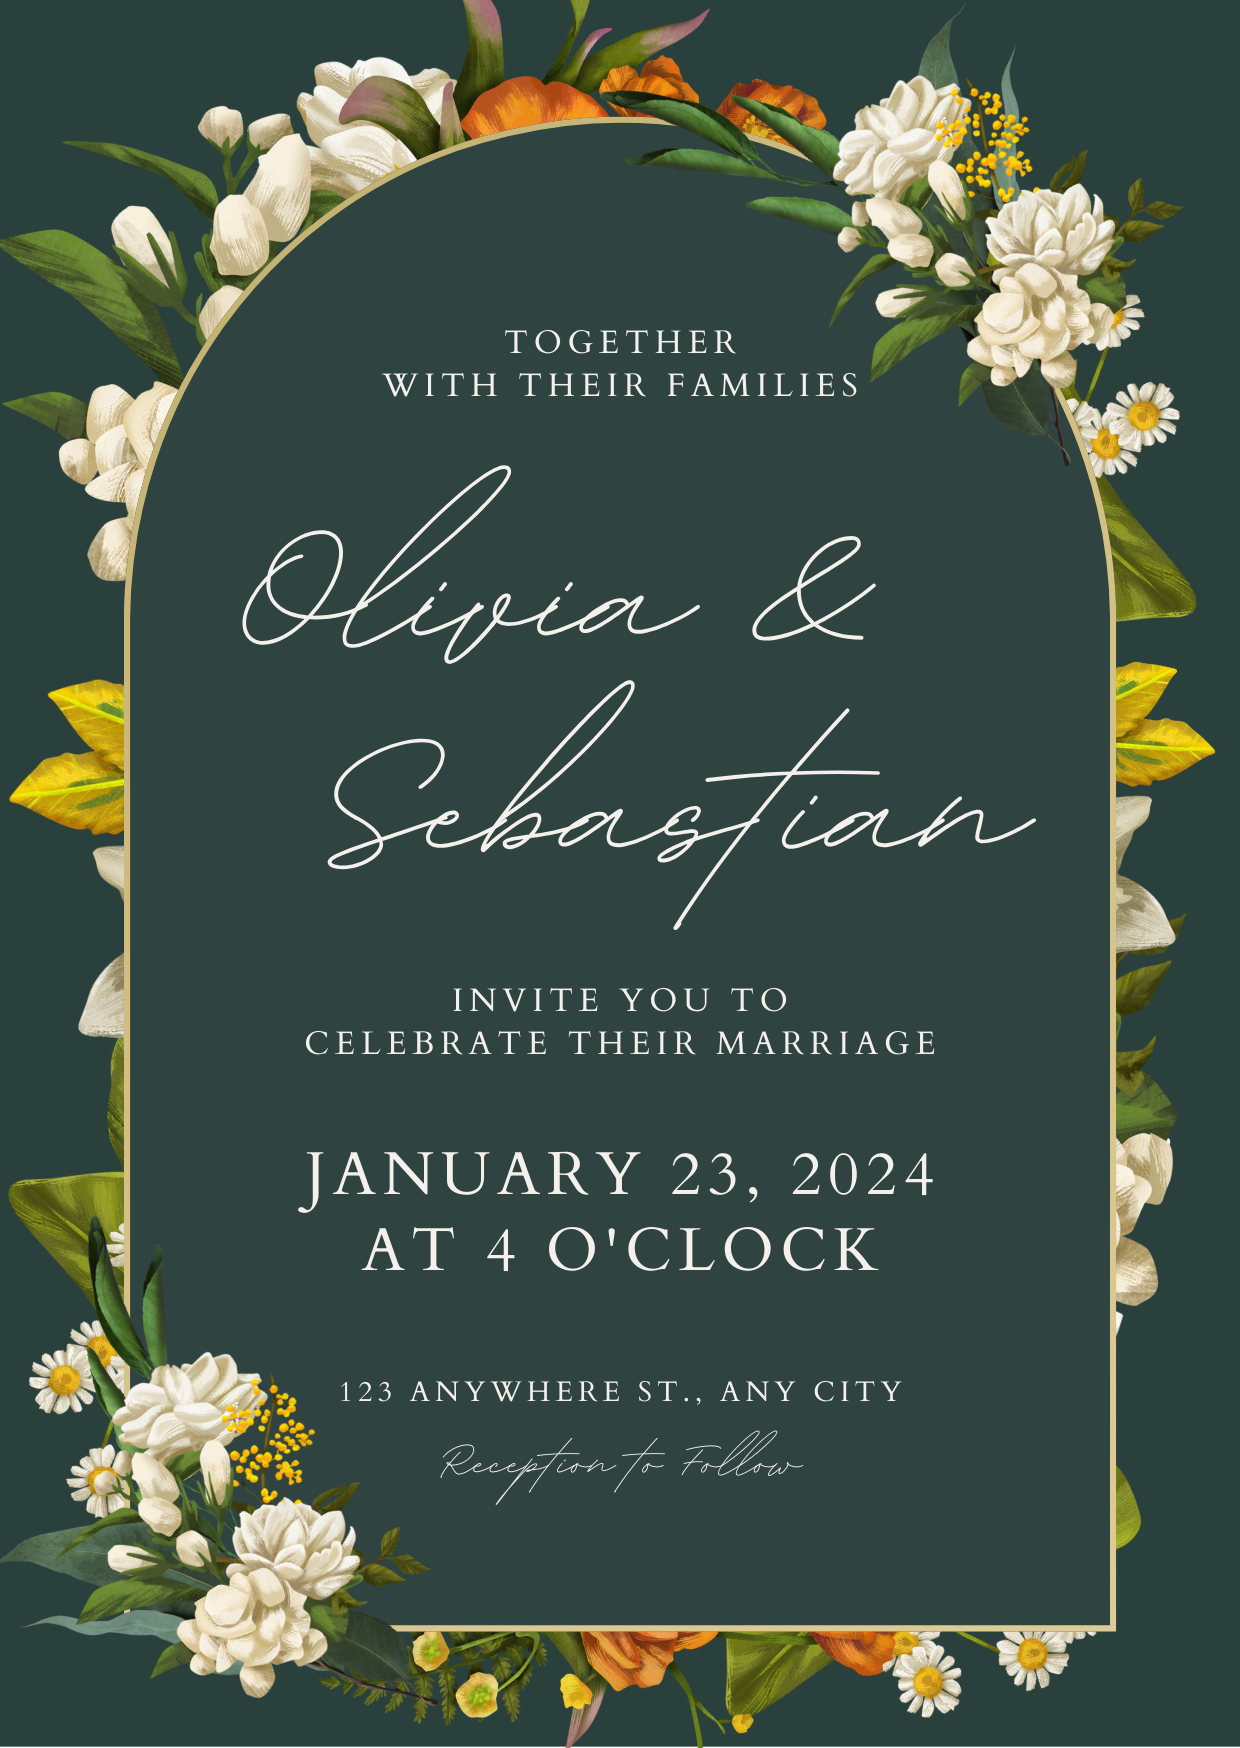 TOGETHER
WITH THEIR FAMILIES
Olivia &
Sebastian
INVITE YOU TO
CELEBRATE THEIR MARRIAGE
JANUARY 23, 2024
AT 4 O'CLOCK
123 ANYWHERE ST., ANY CITY
Reception to Follow